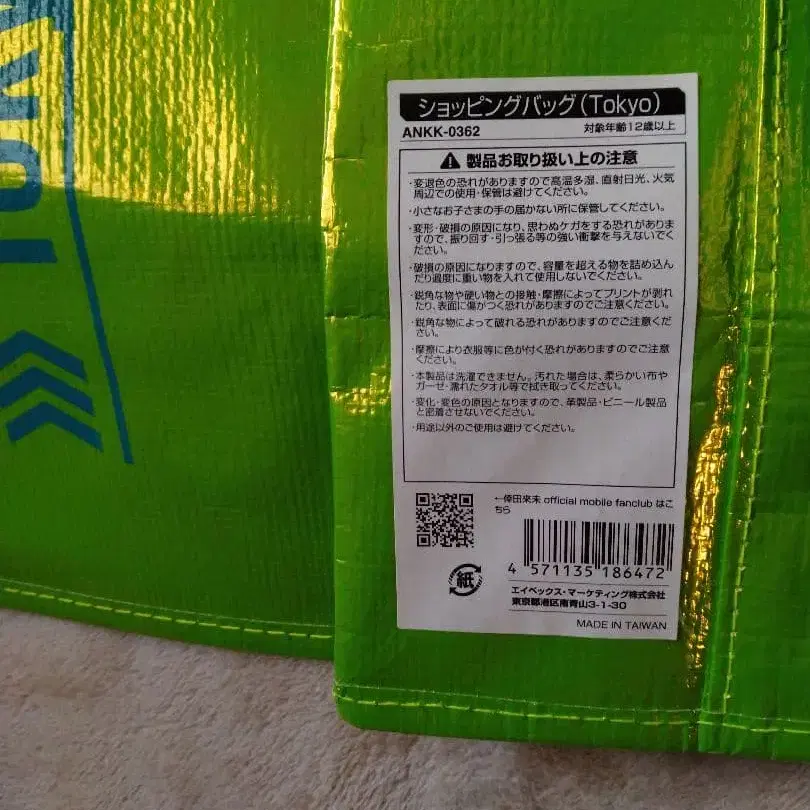 ショッピングバッグ(Tokyo)
ANKK-0362 対象年齢12歳以上
製品お取り扱い上の注意
・変退色の恐れがありますので高温多湿、直射日光、火気
周辺での使用・保管は避けてください。
・小さなお子さまの手の届かない所に保管してください。
・変形・破損の原因になり、思わぬケガをする恐れがありま
すので、振り回す・引っ張る等の強い衝撃を与えないでく
ださい。
・破損の原因になりますので、容量を超える物を詰め込ん
だり過度に重い物を入れて使用しないでください。
・鋭角な物や硬い物との接触・摩擦によってプリントが剥れ
たり、表面に傷がつく恐れがありますのでご注意ください。
・鋭角な物によって破れる恐れがありますのでご注意くだ
さい。
・摩擦により衣服等に色が付く恐れがありますのでご注意
ください。
・本製品は洗濯できません。汚れた場合は、柔らかい布や
ガーゼ・濡れたタオル等で拭き取ってください。
・変化・変色の原因となりますので、革製品・ビニール製品
と密着させないでください。
・用途以外のご使用は避けてください。
←倖田來未 official mobile fanclub はこ
ちら
4 571135 186472
紙
エイベックス・マーケティング株式会社
東京都港区南青山3-1-30
MADE IN TAIWAN